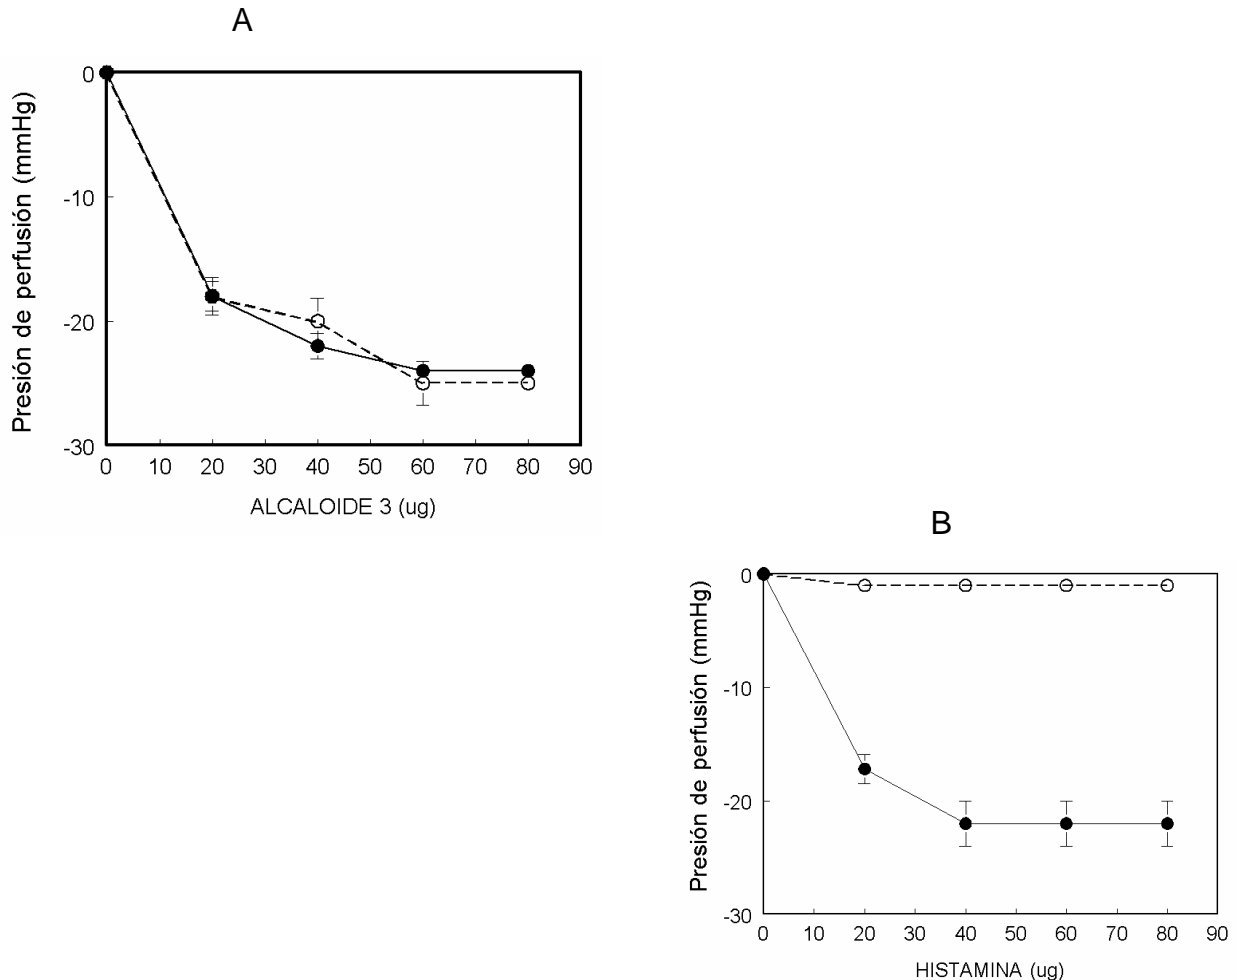 A
Presión de perfusión (mmHg)
0
-10
-20
-30
0 10 20 30 40 50 60 70 80 90
ALCALOIDE 3 (ug)
B
Presión de perfusión (mmHg)
0
-10
-20
-30
0 10 20 30 40 50 60 70 80 90
HISTAMINA (ug)